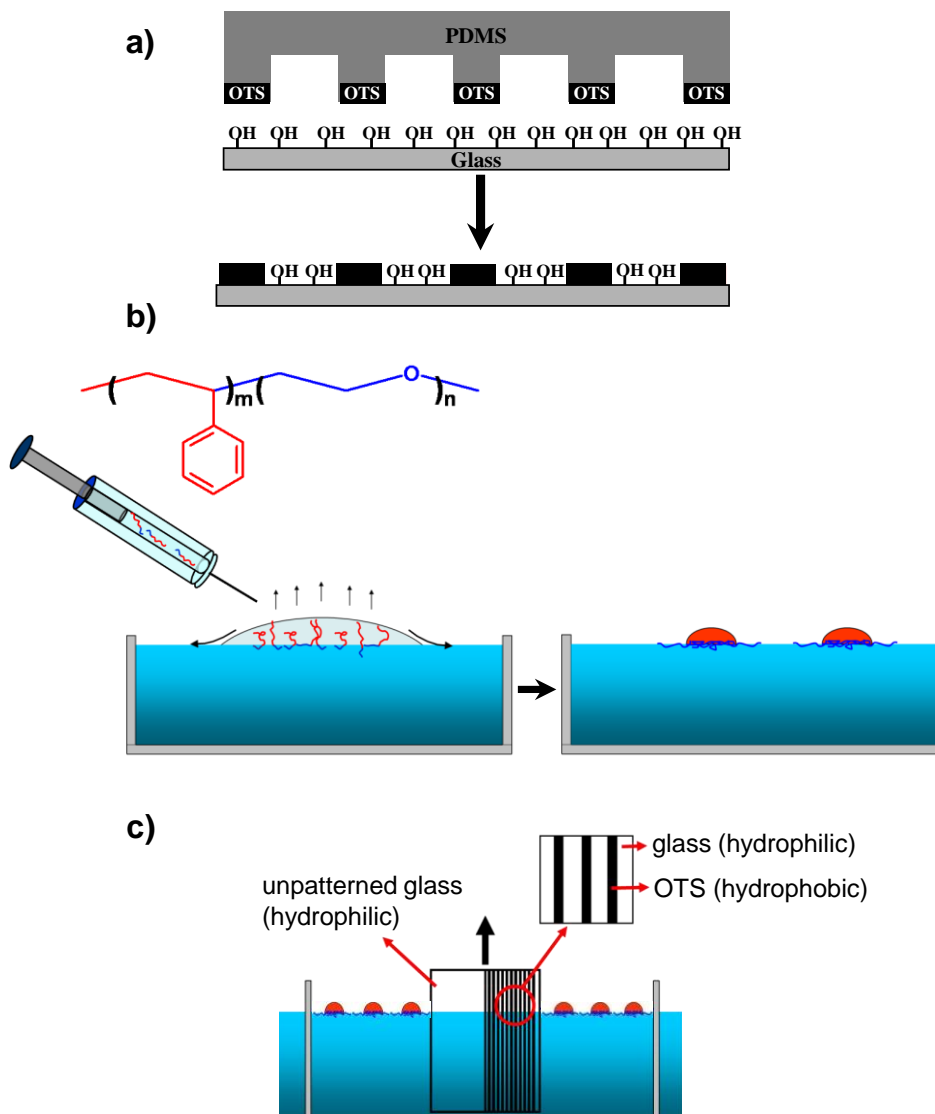 a)
PDMS
OTS OTS OTS OTS OTS
OH OH OH OH OH OH OH OH OH OH OH OH OH
Glass
OH OH OH OH OH OH OH OH
b)
O
( )m( )n
c)
glass (hydrophilic)
OTS (hydrophobic)
unpatterned glass
(hydrophilic)